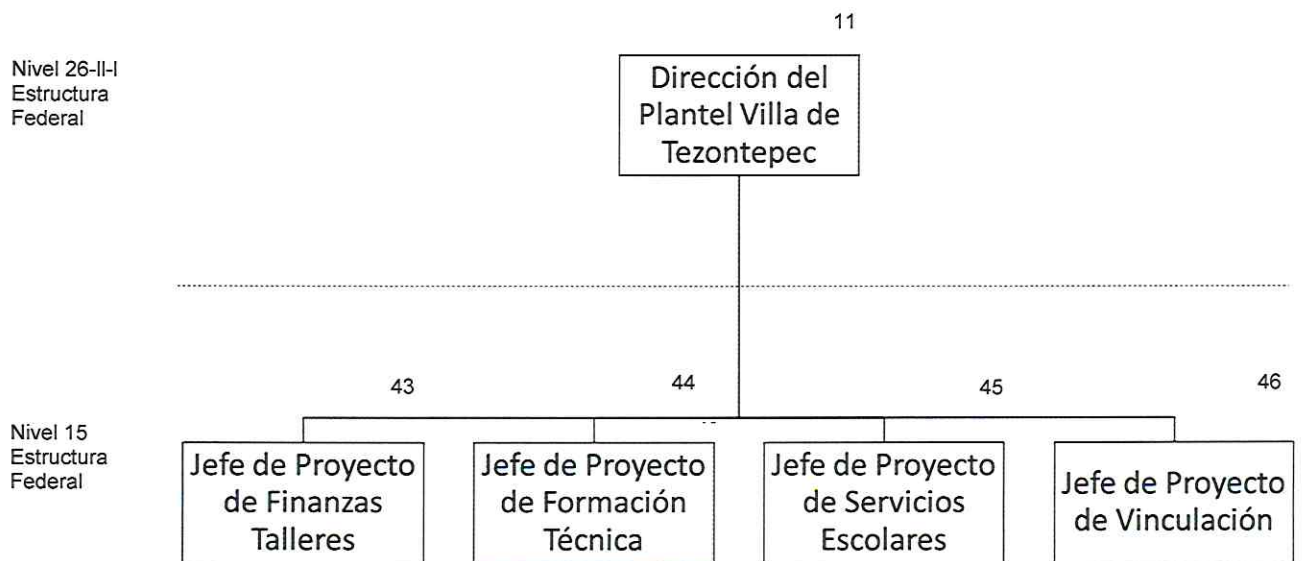 11
Nivel 26-II-I
Estructura
Federal
Dirección del
Plantel Villa de
Tezontepec
43
44
45
46
Nivel 15
Estructura
Federal
Jefe de Proyecto
de Finanzas
Talleres
Jefe de Proyecto
de Formación
Técnica
Jefe de Proyecto
de Servicios
Escolares
Jefe de Proyecto
de Vinculación